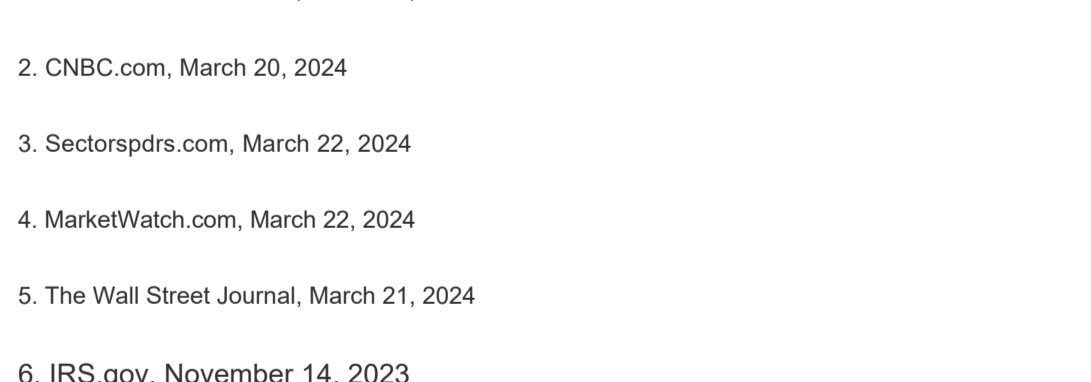 2. CNBC.com, March 20, 2024
3. Sectorspdrs.com, March 22, 2024
4. MarketWatch.com, March 22, 2024
5. The Wall Street Journal, March 21, 2024
6. IRS.gov, November 14, 2023